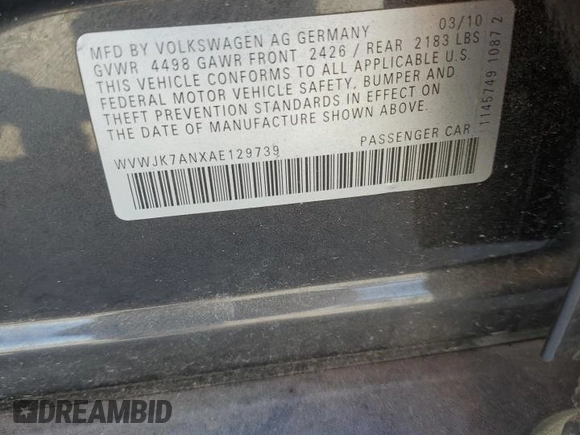 MFD BY VOLKSWAGEN AG GERMANY 03/10
GVWR 4498 GAWR FRONT 2426 / REAR 2183 LBS
THIS VEHICLE CONFORMS TO ALL APPLICABLE U.S.
FEDERAL MOTOR VEHICLE SAFETY, BUMPER AND
THEFT PREVENTION STANDARDS IN EFFECT ON
THE DATE OF MANUFACTURE SHOWN ABOVE.
WVWJK7ANXAE129739 PASSENGER CAR
1145749 1087 2
DREAMBID